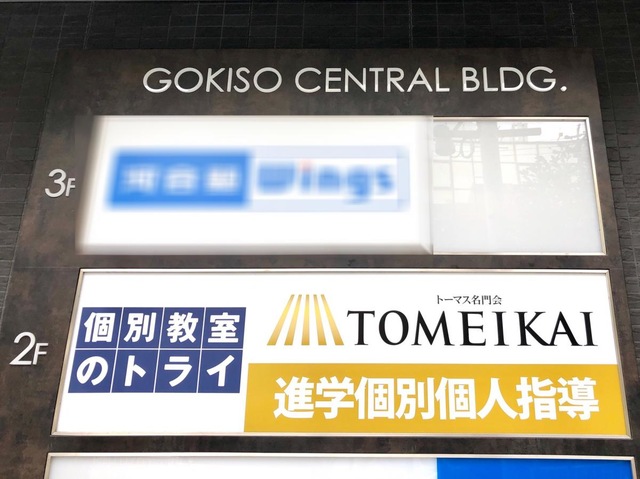 GOKISO CENTRAL BLDG.
3F
2F
個別教室
のトライ
トーマス名門会
TOMEIKAI
進学個別個人指導